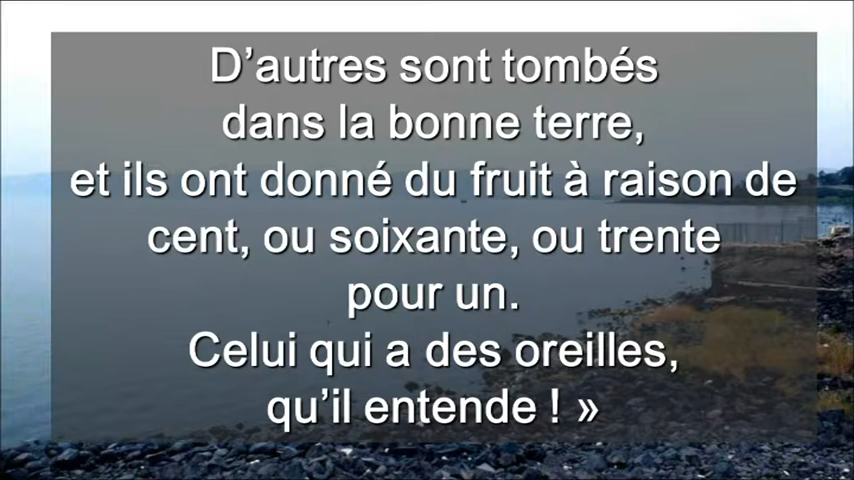 D’autres sont tombés
dans la bonne terre,
et ils ont donné du fruit à raison de
cent, ou soixante, ou trente
pour un.
Celui qui a des oreilles,
qu’il entende ! »